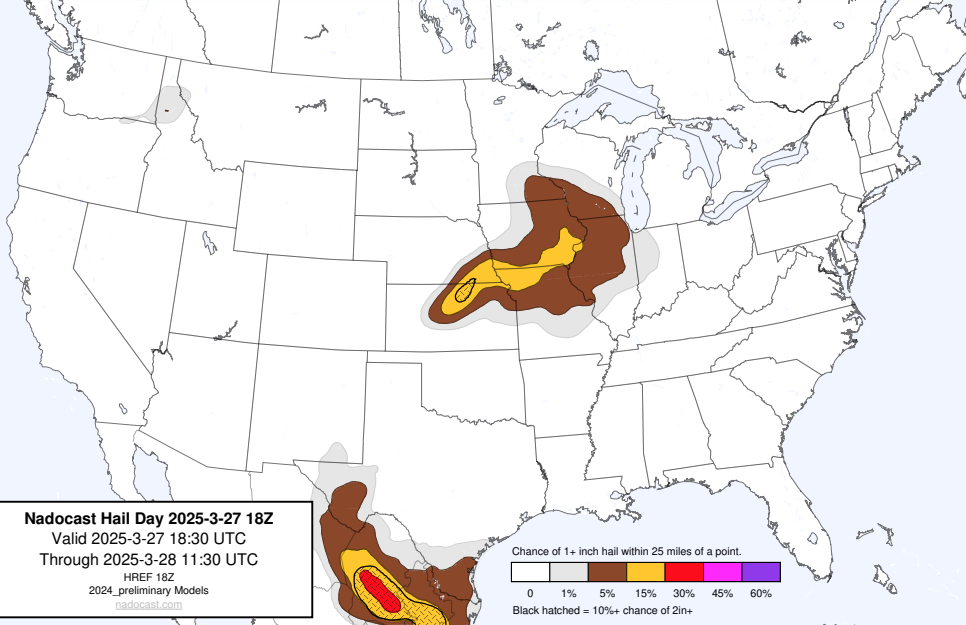 Nadocast Hail Day 2025-3-27 18Z
Valid 2025-3-27 18:30 UTC
Through 2025-3-28 11:30 UTC
HREF 18Z
2024_preliminary Models
nadocast.com
Chance of 1+ inch hail within 25 miles of a point.
0 1% 5% 15% 30% 45% 60%
Black hatched = 10%+ chance of 2in+